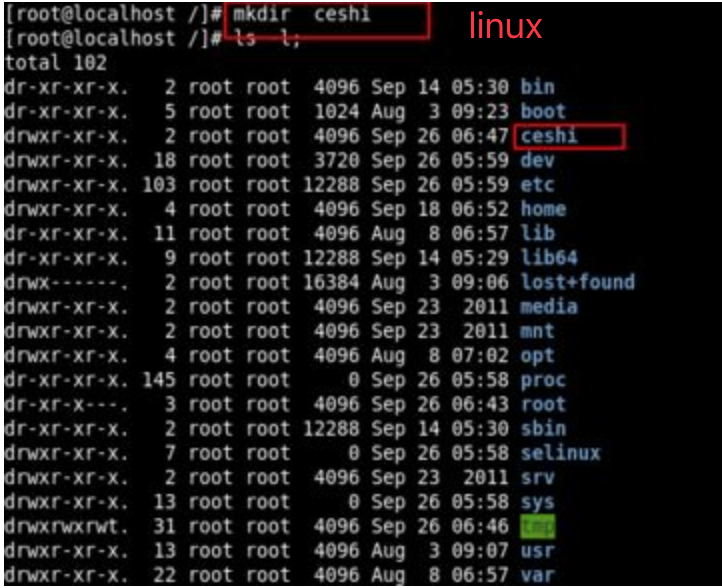 [root@localhost /]# mkdir  ceshi
linux
[root@localhost /]# ls -l;
total 102
dr-xr-xr-x.   2 root root  4096 Sep 14 05:30 bin
dr-xr-xr-x.   5 root root  1024 Aug  3 09:23 boot
drwxr-xr-x.   2 root root  4096 Sep 26 06:47 ceshi
drwxr-xr-x.  18 root root  3720 Sep 26 05:59 dev
drwxr-xr-x. 103 root root 12288 Sep 26 05:59 etc
drwxr-xr-x.   4 root root  4096 Sep 18 06:52 home
dr-xr-xr-x.  11 root root  4096 Aug  8 06:57 lib
dr-xr-xr-x.   9 root root 12288 Sep 14 05:29 lib64
drwx------.   2 root root 16384 Aug  3 09:06 lost+found
drwxr-xr-x.   2 root root  4096 Sep 23  2011 media
drwxr-xr-x.   2 root root  4096 Sep 23  2011 mnt
drwxr-xr-x.   4 root root  4096 Aug  8 07:02 opt
dr-xr-xr-x. 145 root root     0 Sep 26 05:58 proc
dr-xr-x---.   3 root root  4096 Sep 26 06:43 root
dr-xr-xr-x.   2 root root 12288 Sep 14 05:30 sbin
drwxr-xr-x.   7 root root     0 Sep 26 05:58 selinux
drwxr-xr-x.   2 root root  4096 Sep 23  2011 srv
drwxr-xr-x.  13 root root     0 Sep 26 05:58 sys
drwxrwxrwt.  31 root root  4096 Sep 26 06:46 tmp
drwxr-xr-x.  13 root root  4096 Aug  3 09:07 usr
drwxr-xr-x.  22 root root  4096 Aug  8 06:57 var